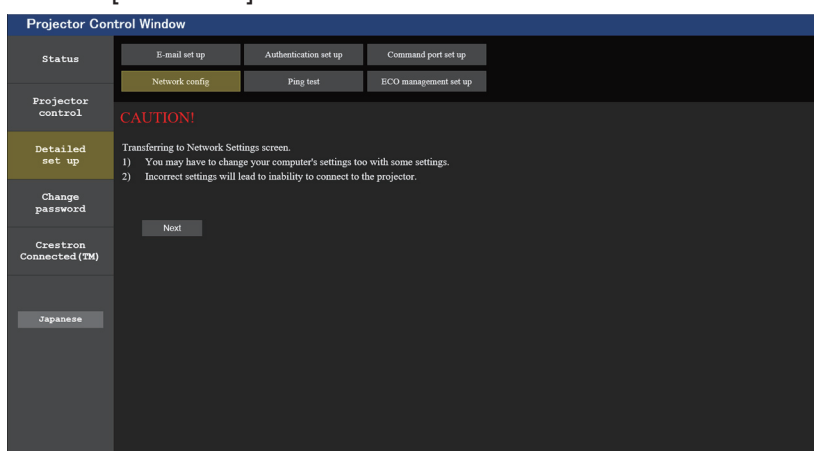 Projector Control Window
Status
Projector
control
Detailed
set up
Change
password
Crestron
Connected(TM)
Japanese
E-mail set up
Authentication set up
Command port set up
Network config
Ping test
ECO management set up
CAUTION!
Transferring to Network Settings screen.
1) You may have to change your computer's settings too with some settings.
2) Incorrect settings will lead to inability to connect to the projector.
Next